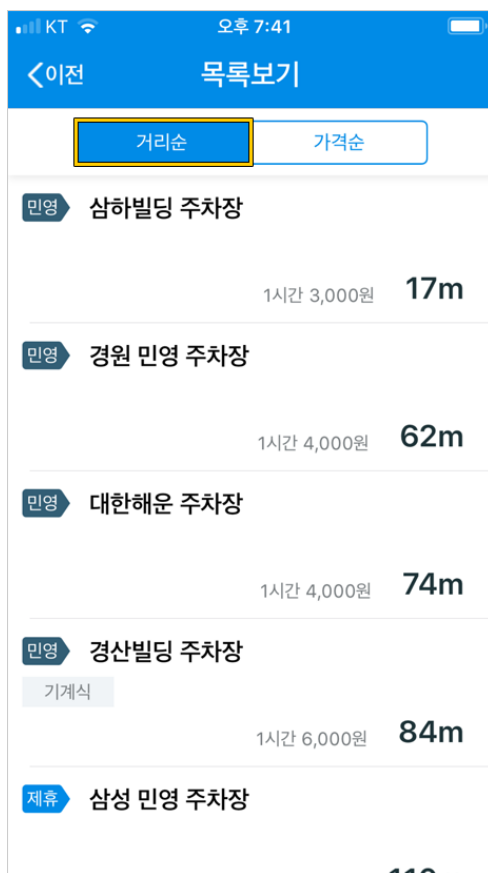 KT 오후 7:41
이전 목록보기
거리순 가격순
민영 삼하빌딩 주차장
1시간 3,000원 17m
민영 경원 민영 주차장
1시간 4,000원 62m
민영 대한해운 주차장
1시간 4,000원 74m
민영 경산빌딩 주차장
기계식
1시간 6,000원 84m
제휴 삼성 민영 주차장